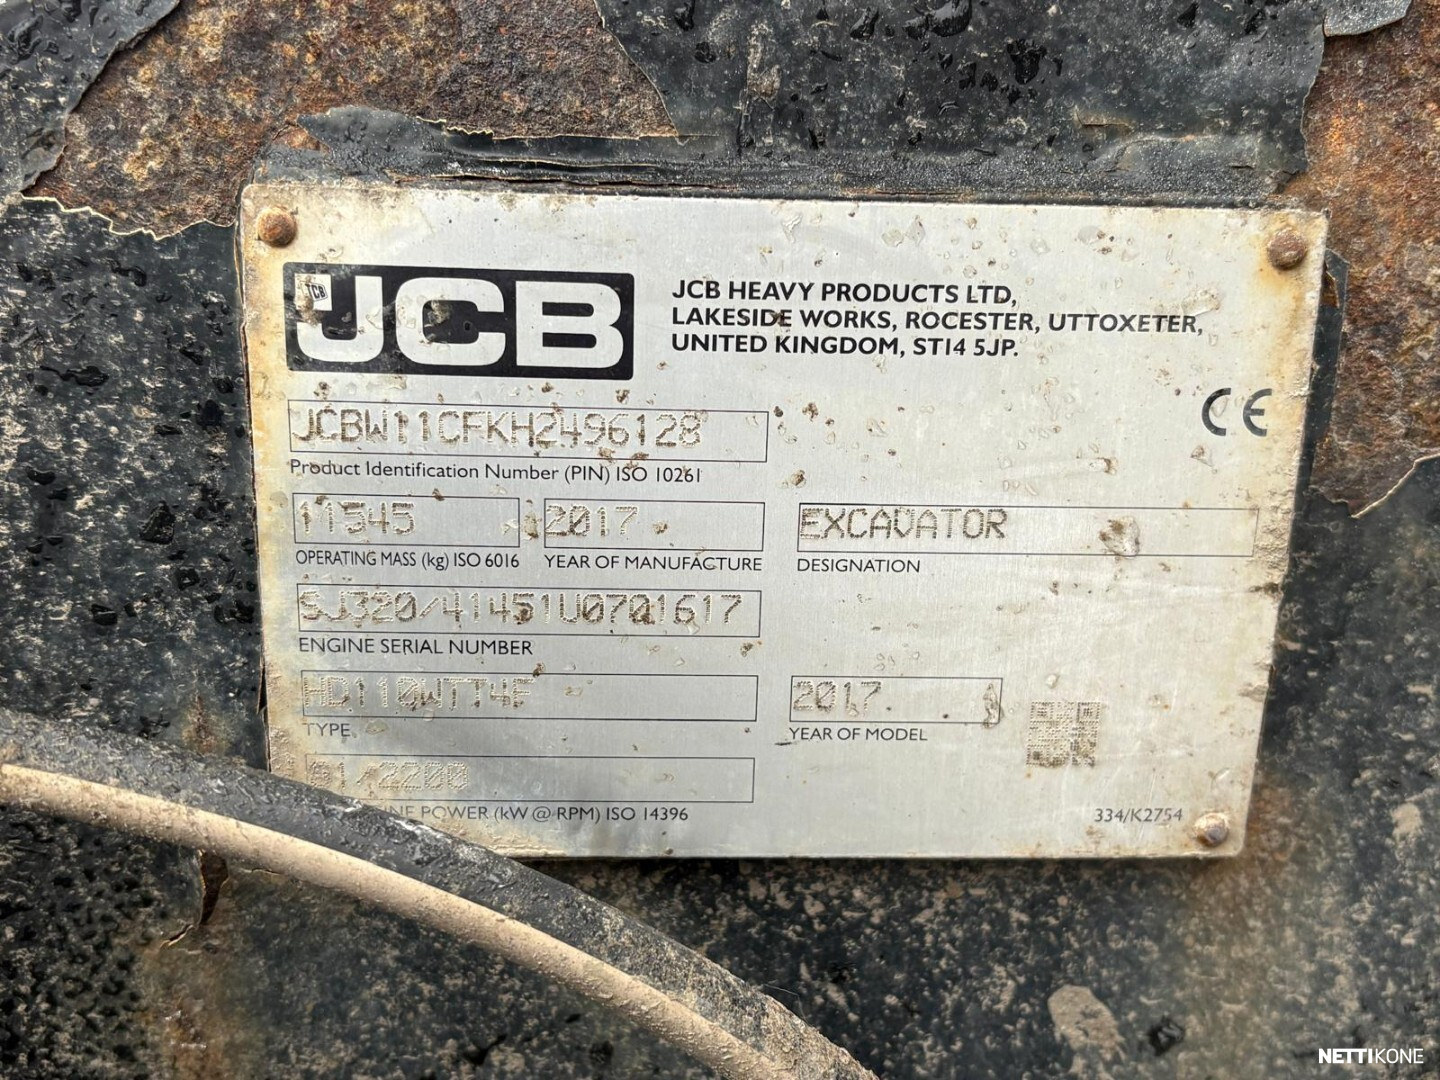 JCB
JCB HEAVY PRODUCTS LTD,
LAKESIDE WORKS, ROCESTER, UTTOXETER,
UNITED KINGDOM, ST14 5JP.
CE
JCBW11CFKH2496128
Product Identification Number (PIN) ISO 10261
11545
OPERATING MASS (kg) ISO 6016
2017
YEAR OF MANUFACTURE
EXCAVATOR
DESIGNATION
SJ320/41451U0701617
ENGINE SERIAL NUMBER
HD110WTT4F
TYPE
2017
YEAR OF MODEL
81/2200
POWER (kW @ RPM) ISO 14396
334/K2754
NETTIKONE